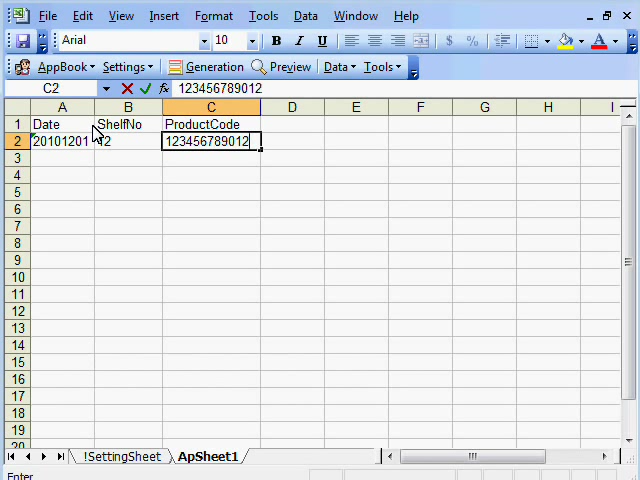 File Edit View Insert Format Tools Data Window Help
Arial 10 B I U $ %
AppBook Settings Generation Preview Data Tools
C2 fx 123456789012
A B C D E F G H I
1 Date ShelfNo ProductCode
2 20101201 12 123456789012
3
4
5
6
7
8
9
10
11
12
13
14
15
16
17
18
19
20
!SettingSheet ApSheet1
Enter